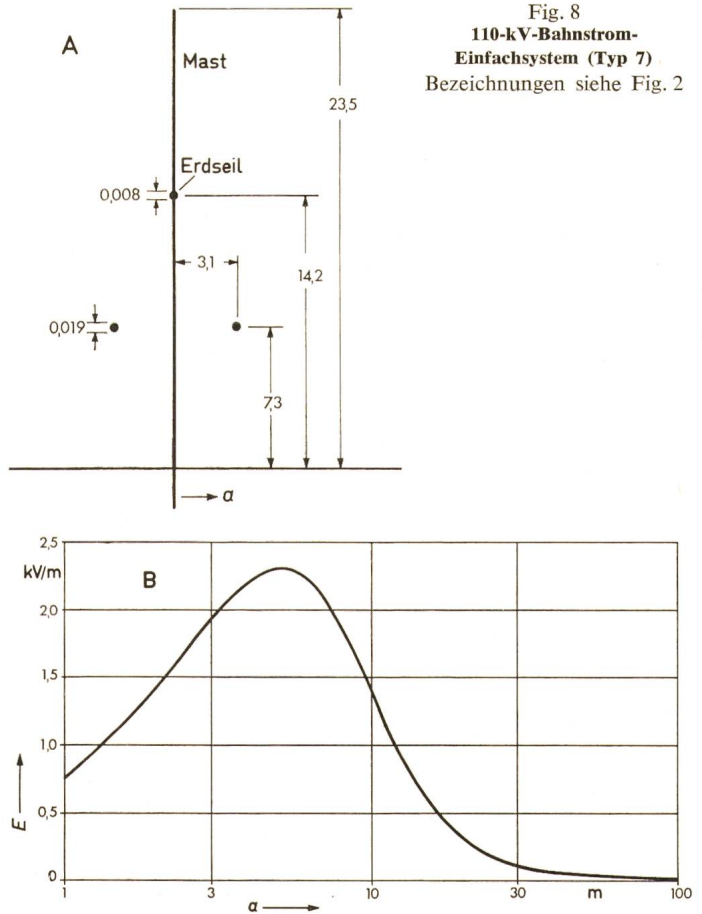 Fig. 8
110-kV-Bahnstrom-
Einfachsystem (Typ 7)
Bezeichnungen siehe Fig. 2
A
Mast
23,5
Erdseil
0,008
3,1
14,2
0,019
7,3
a
2,5
kV/m
B
2,0
1,5
1,0
0,5
0
E
1
3
10
30
m
100
a